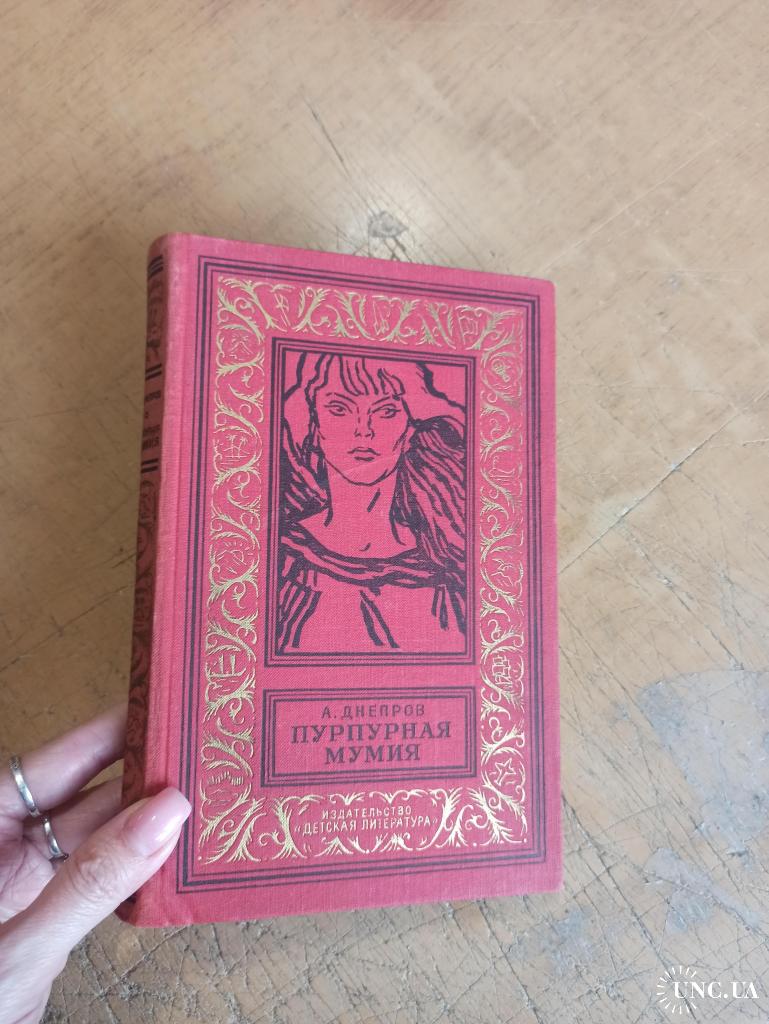 А. ДНЕПРОВ
ПУРПУРНАЯ
МУМИЯ
ИЗДАТЕЛЬСТВО
«ДЕТСКАЯ ЛИТЕРАТУРА»
UNC.UA